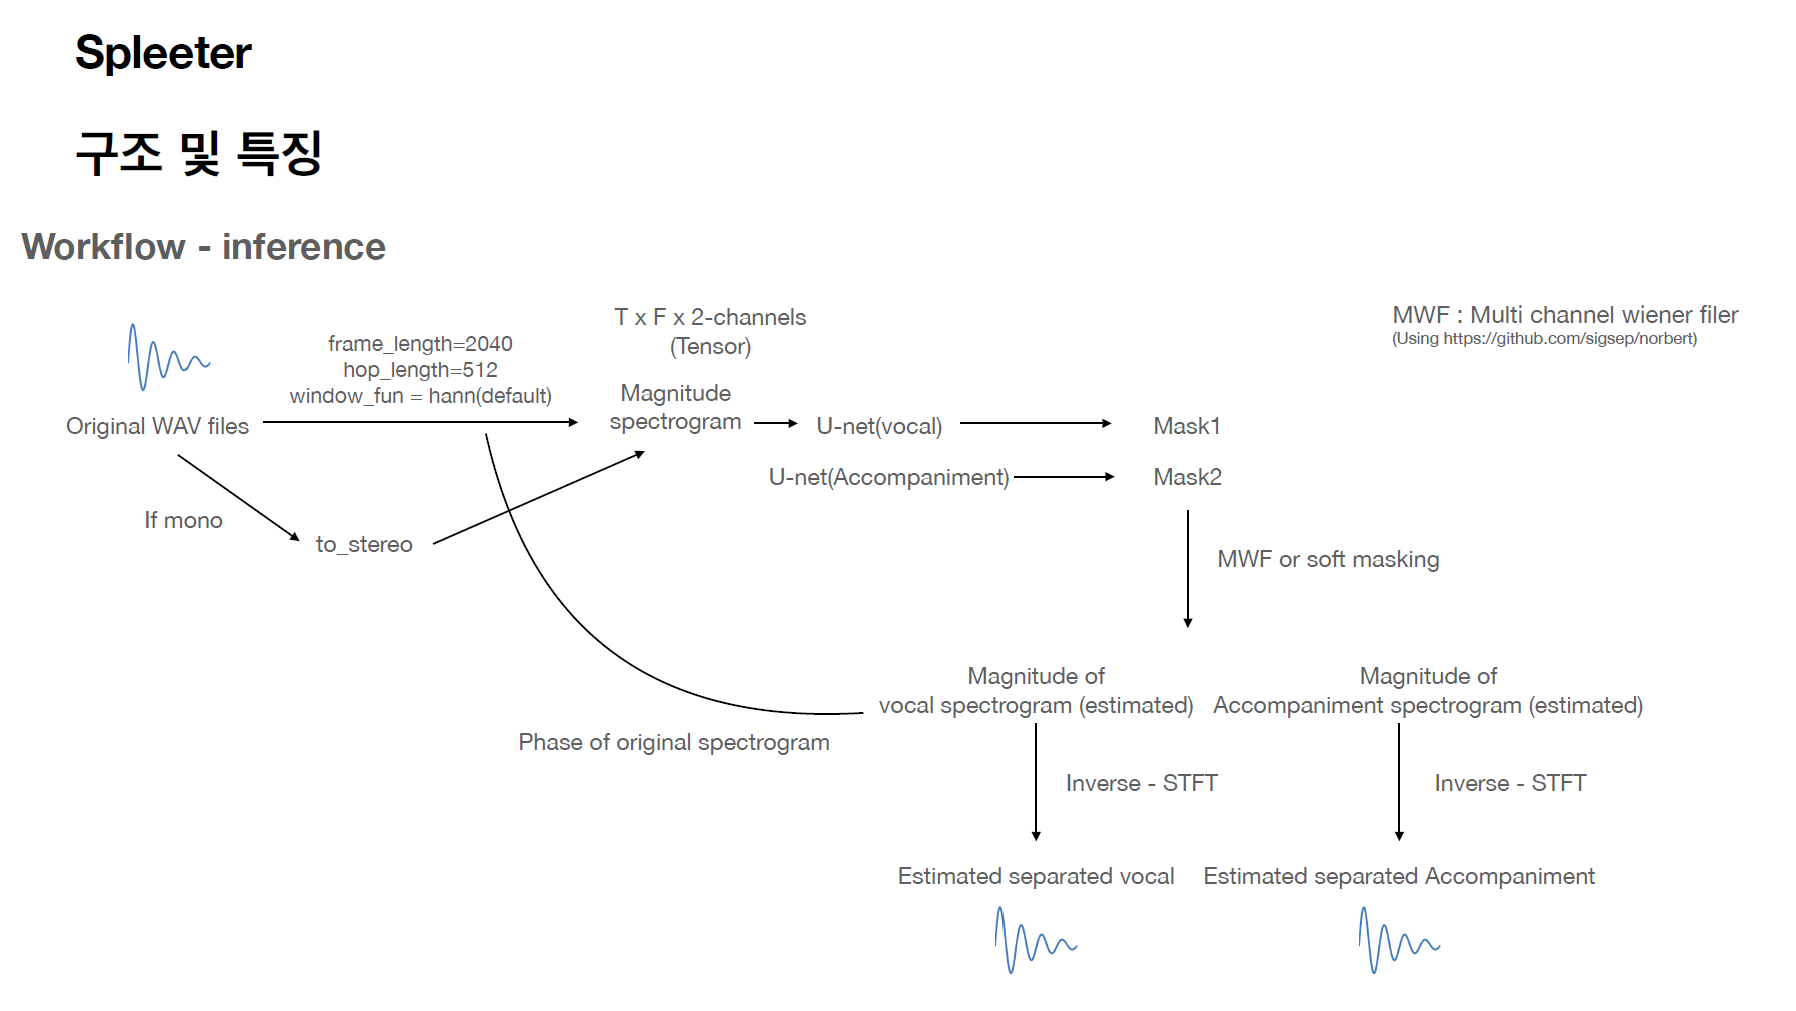 Spleeter
구조 및 특징
Workflow - inference
T x F x 2-channels
(Tensor)
MWF : Multi channel wiener filer
(Using https://github.com/sigsep/norbert)
frame_length=2040
hop_length=512
window_fun = hann(default)
Magnitude
spectrogram
Original WAV files
U-net(vocal)
Mask1
U-net(Accompaniment)
Mask2
If mono
to_stereo
MWF or soft masking
Magnitude of
vocal spectrogram (estimated)
Magnitude of
Accompaniment spectrogram (estimated)
Phase of original spectrogram
Inverse - STFT
Inverse - STFT
Estimated separated vocal
Estimated separated Accompaniment